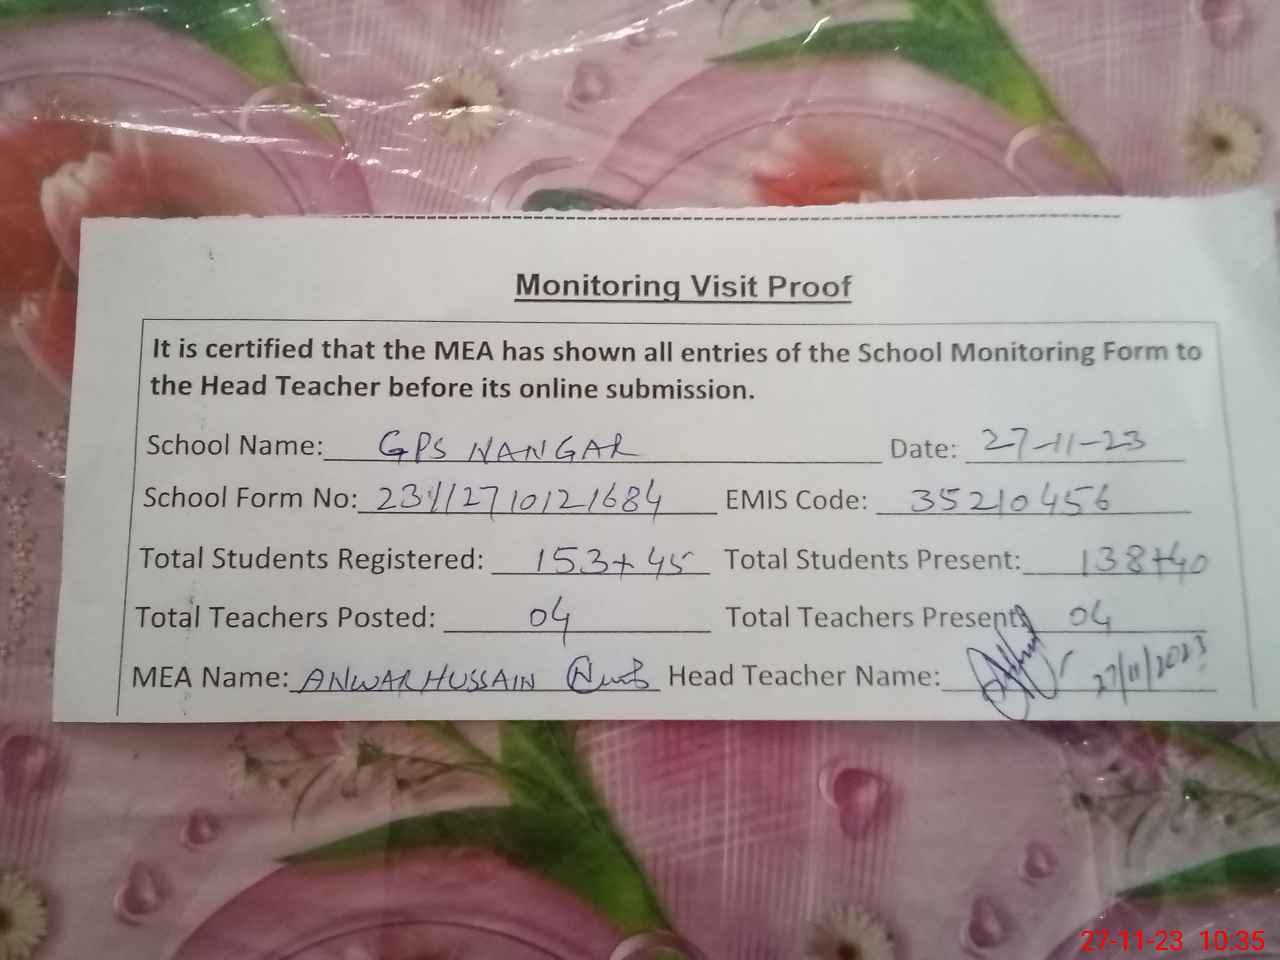 Monitoring Visit Proof
It is certified that the MEA has shown all entries of the School Monitoring Form to
the Head Teacher before its online submission.
School Name: GPS NANGAR Date: 27-11-23
School Form No: 23112710121684 EMIS Code: 35210456
Total Students Registered: 153+45 Total Students Present: 138+40
Total Teachers Posted: 04 Total Teachers Present: 04
MEA Name: ANWAR HUSSAIN Head Teacher Name: 27/11/2023
27-11-23 10:35